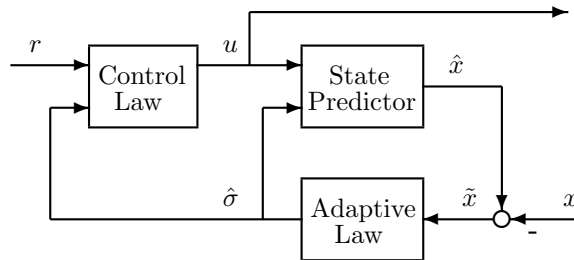 r
u
Control
Law
State
Predictor
x̂
σ̂
Adaptive
Law
x̃
x
-